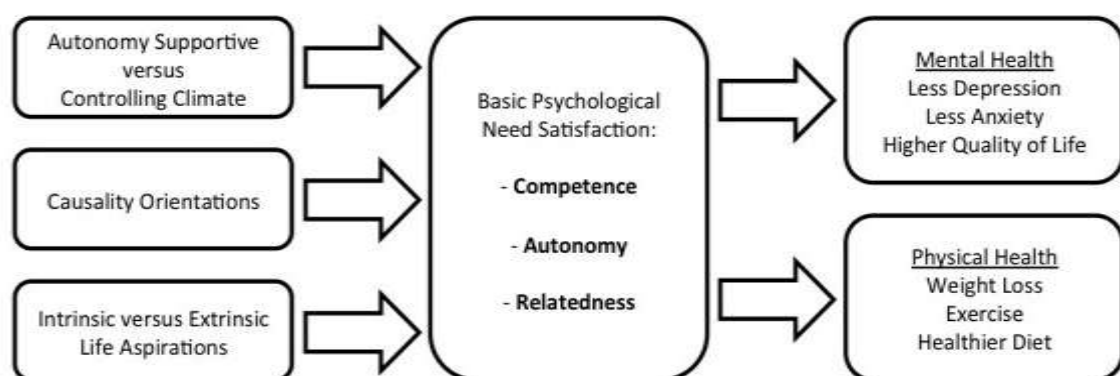 Autonomy Supportive
versus
Controlling Climate
Causality Orientations
Intrinsic versus Extrinsic
Life Aspirations
Basic Psychological
Need Satisfaction:
- Competence
- Autonomy
- Relatedness
Mental Health
Less Depression
Less Anxiety
Higher Quality of Life
Physical Health
Weight Loss
Exercise
Healthier Diet